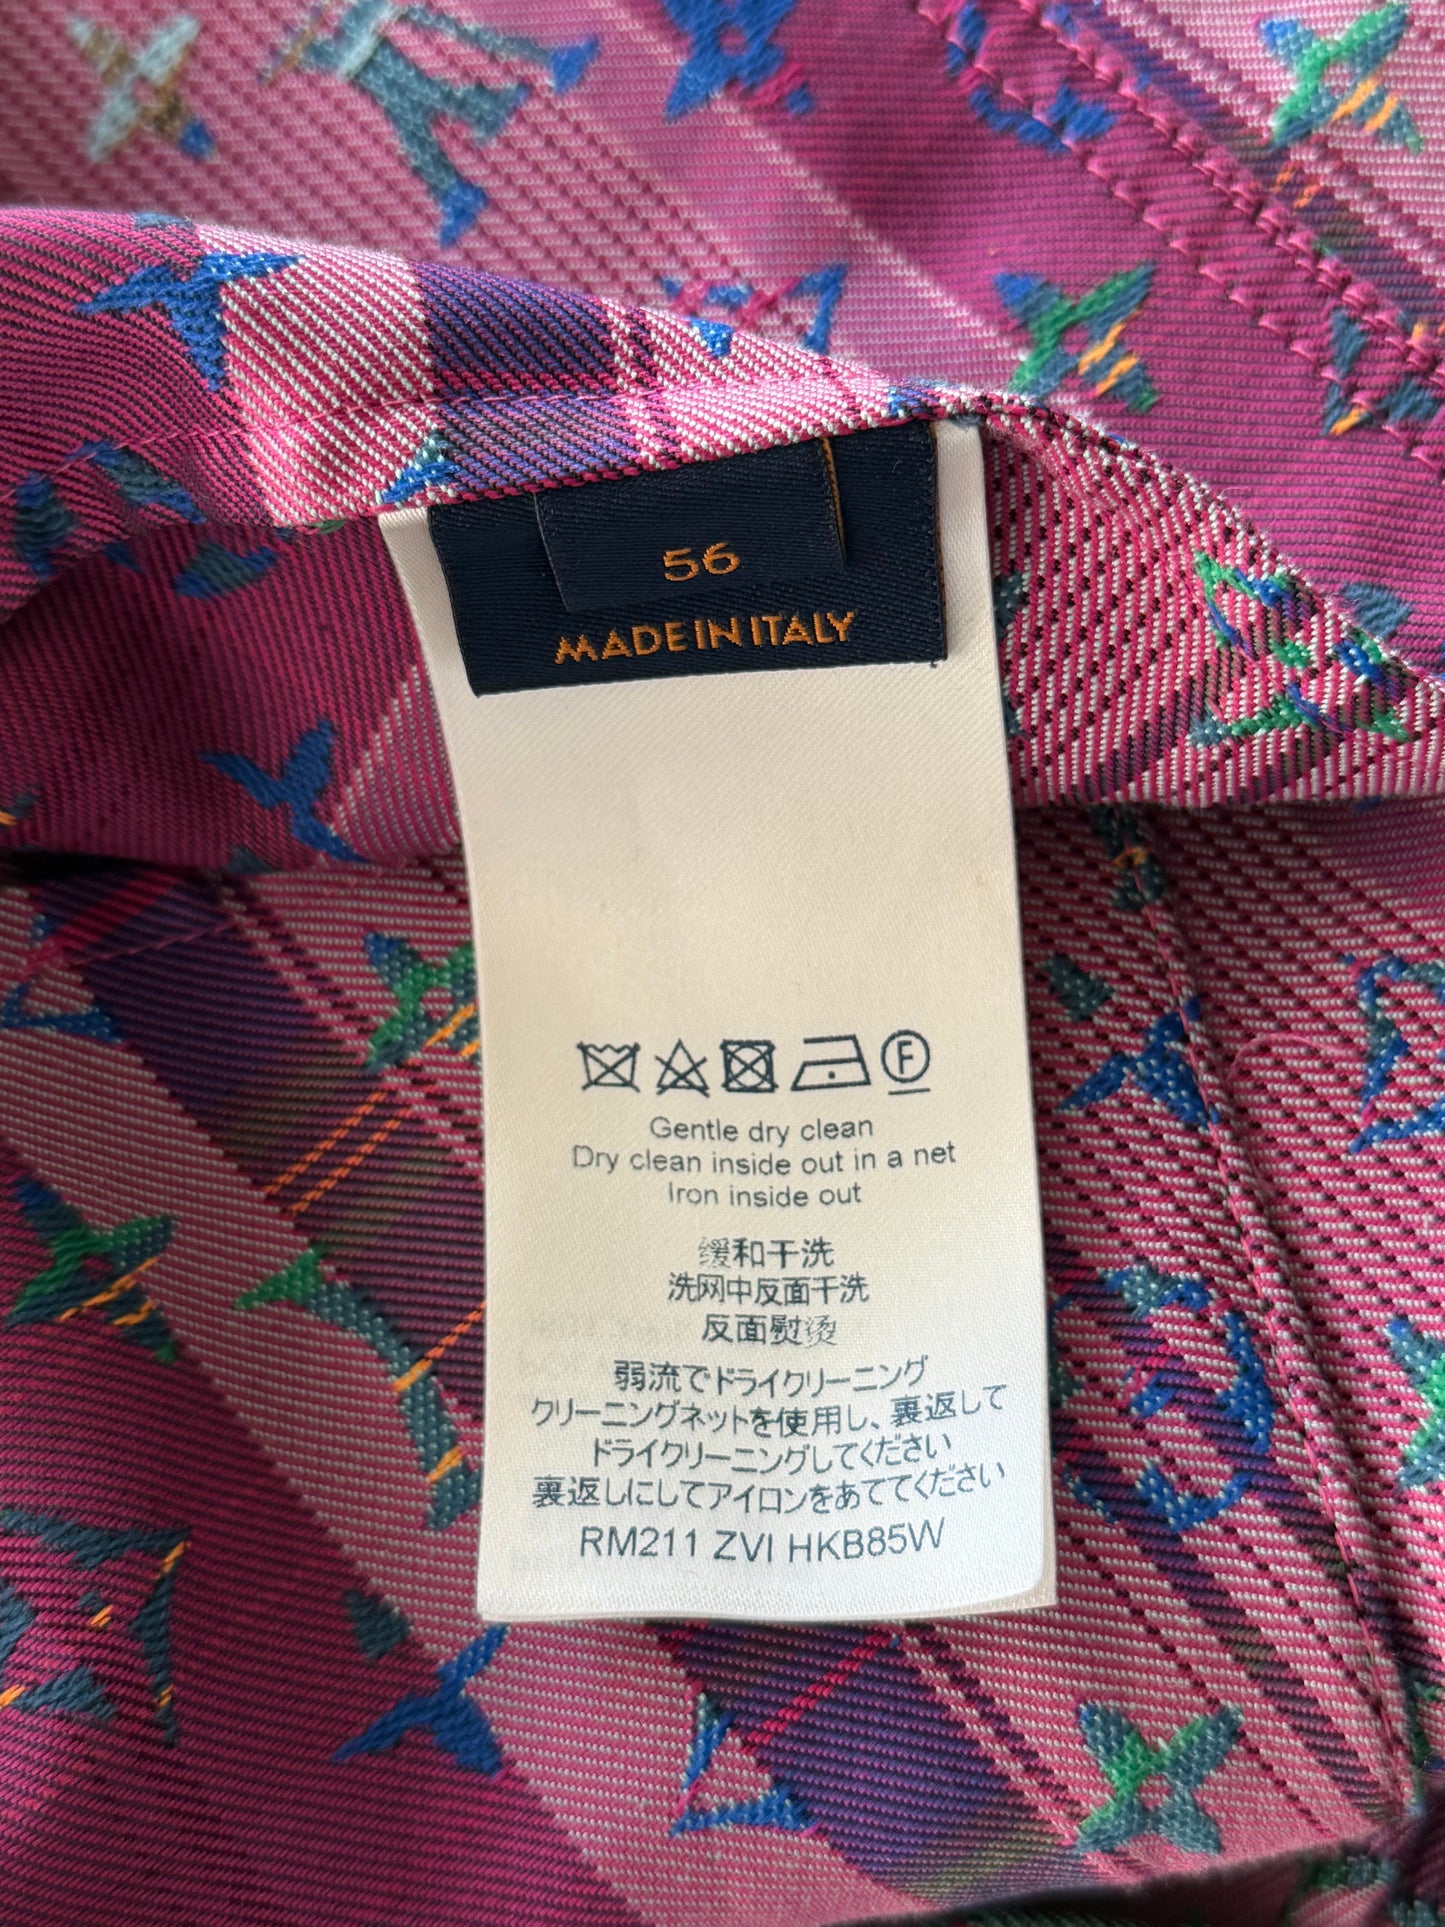 56
MADE IN ITALY
F
Gentle dry clean
Dry clean inside out in a net
Iron inside out
缓和干洗
洗网中反面干洗
反面熨烫
弱流でドライクリーニング
クリーニングネットを使用し、裏返して
ドライクリーニングしてください
裏返しにしてアイロンをあててください
RM211 ZVI HKB85W